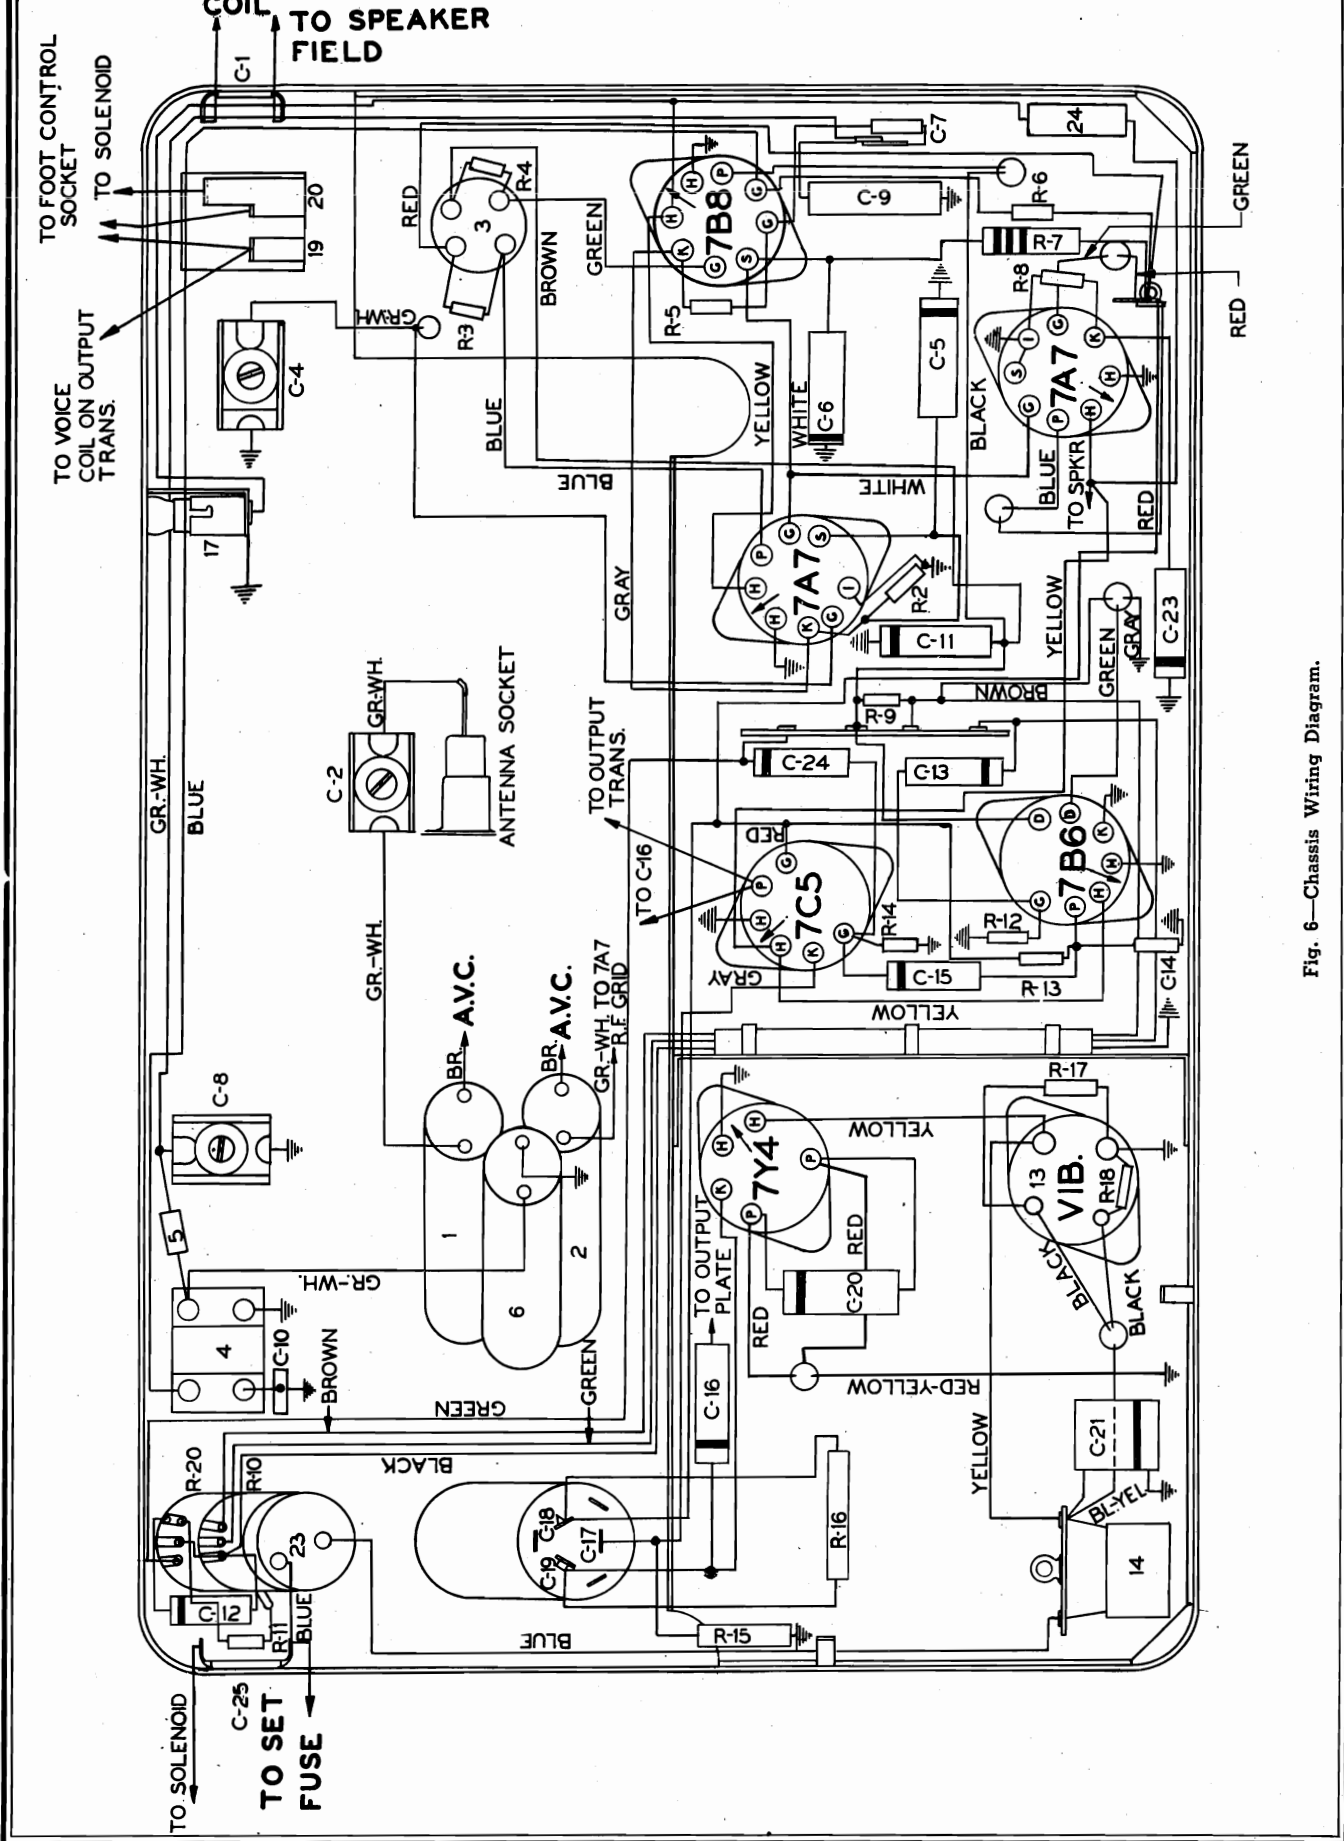 COIL
TO SPEAKER
FIELD
TO FOOT CONTROL
SOCKET
TO SOLENOID
C-1
20
19
TO VOICE
COIL ON OUTPUT
TRANS.
C-4
GR-WH.
RED
R-4
3
R-3
BROWN
GREEN
BLUE
H
H
P
G
K
G
S
G
7B8
R-5
C-7
24
C-9
R-6
R-7
GREEN
RED
R-8
C-5
C-6
YELLOW
WHITE
BLACK
S
I
G
K
G
P
H
H
7A7
BLUE
TO SPKR
RED
WHITE
BLUE
17
GRAY
P
G
S
H
H
K
G
I
7A7
R-2
C-11
YELLOW
GREEN
GRAY
C-23
BROWN
R-9
GR.-WH.
BLUE
C-2
GR-WH.
ANTENNA SOCKET
TO OUTPUT
TRANS.
C-24
C-13
RED
TO C-16
G
P
H
H
K
G
7C5
D
D
K
H
H
G
P
7B6
R-14
R-12
C-15
R-13
C-14
GRAY
YELLOW
GR.-WH.
BR.
A.V.C.
BR.
A.V.C.
GR.-WH. TO 7A7
R.F. GRID
C-8
5
4
GR.-WH.
1
2
6
C-10
BROWN
GREEN
GREEN
BLACK
H
H
K
P
P
7Y4
YELLOW
R-17
13
VIB.
R-18
BLACK
BLACK
TO OUTPUT
PLATE
RED
RED
C-20
C-16
RED-YELLOW
YELLOW
C-21
BL-YEL
R-20
R-10
23
C-12
R-11
BLUE
C-18
C-17
C-19
R-16
R-15
14
BLUE
C-25
TO SOLENOID
TO SET
FUSE
Fig. 6—Chassis Wiring Diagram.